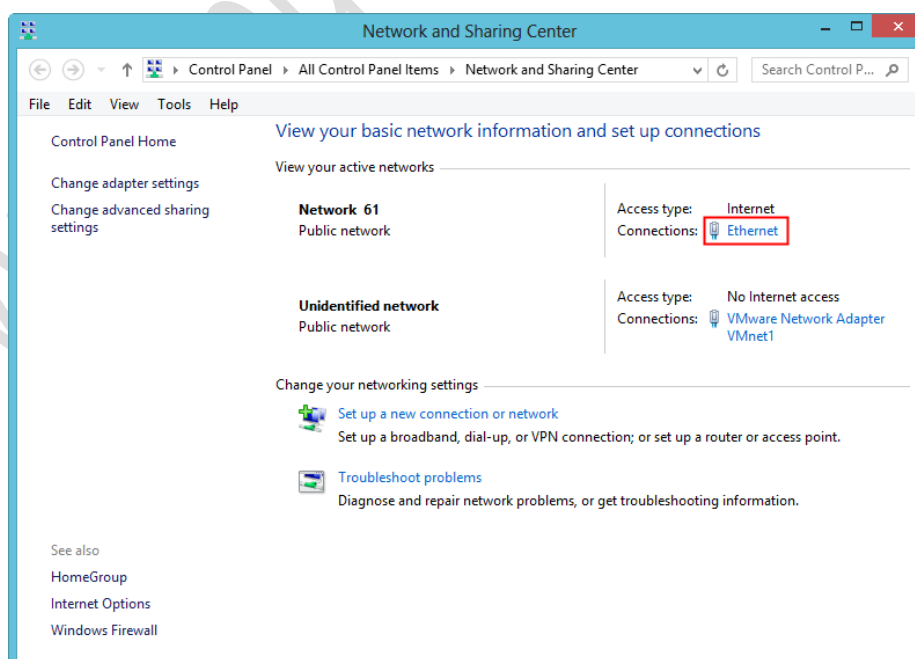 Network and Sharing Center
Control Panel All Control Panel Items Network and Sharing Center Search Control P...
File Edit View Tools Help
Control Panel Home
Change adapter settings
Change advanced sharing
settings
View your basic network information and set up connections
View your active networks
Network 61
Public network
Access type: Internet
Connections: Ethernet
Unidentified network
Public network
Access type: No Internet access
Connections: VMware Network Adapter
VMnet1
Change your networking settings
Set up a new connection or network
Set up a broadband, dial-up, or VPN connection; or set up a router or access point.
Troubleshoot problems
Diagnose and repair network problems, or get troubleshooting information.
See also
HomeGroup
Internet Options
Windows Firewall